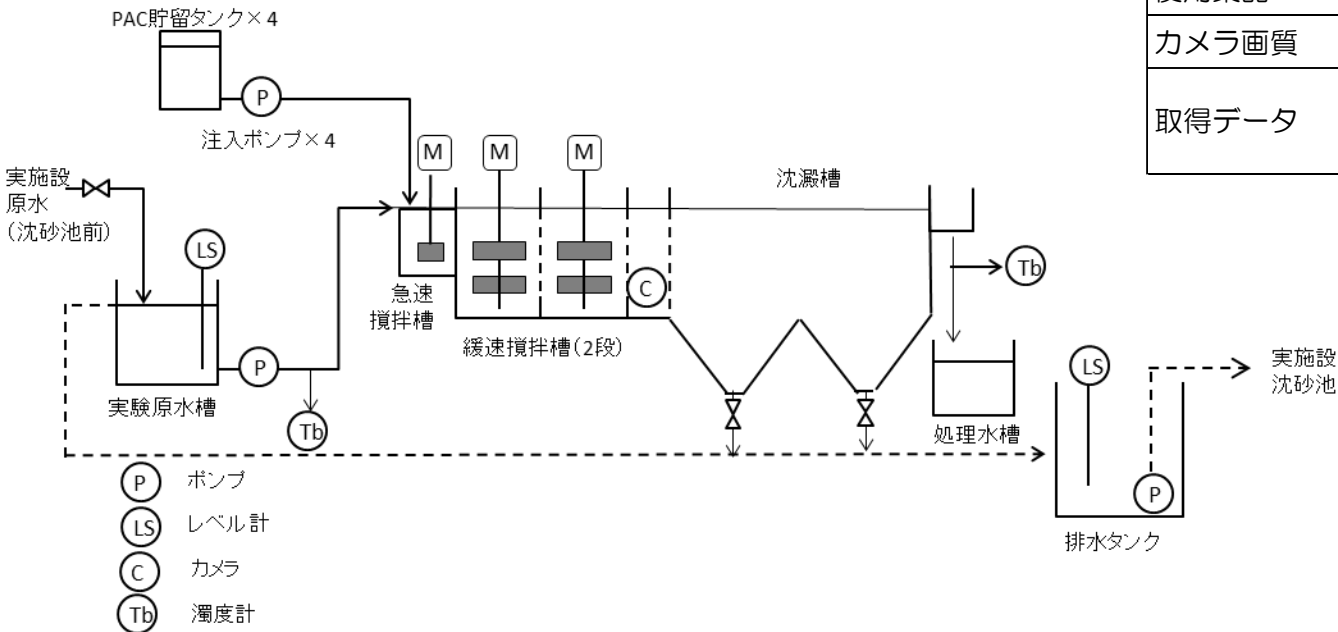 PAC貯留タンク×4
P
注入ポンプ×4
カメラ画質
取得データ
M
M
M
沈澱槽
実施設
原水
(沈砂池前)
LS
急速
撹拌槽
C
Tb
緩速撹拌槽(2段)
P
実験原水槽
Tb
処理水槽
LS
実施設
沈砂池
P
排水タンク
P ポンプ
LS レベル計
C カメラ
Tb 濁度計